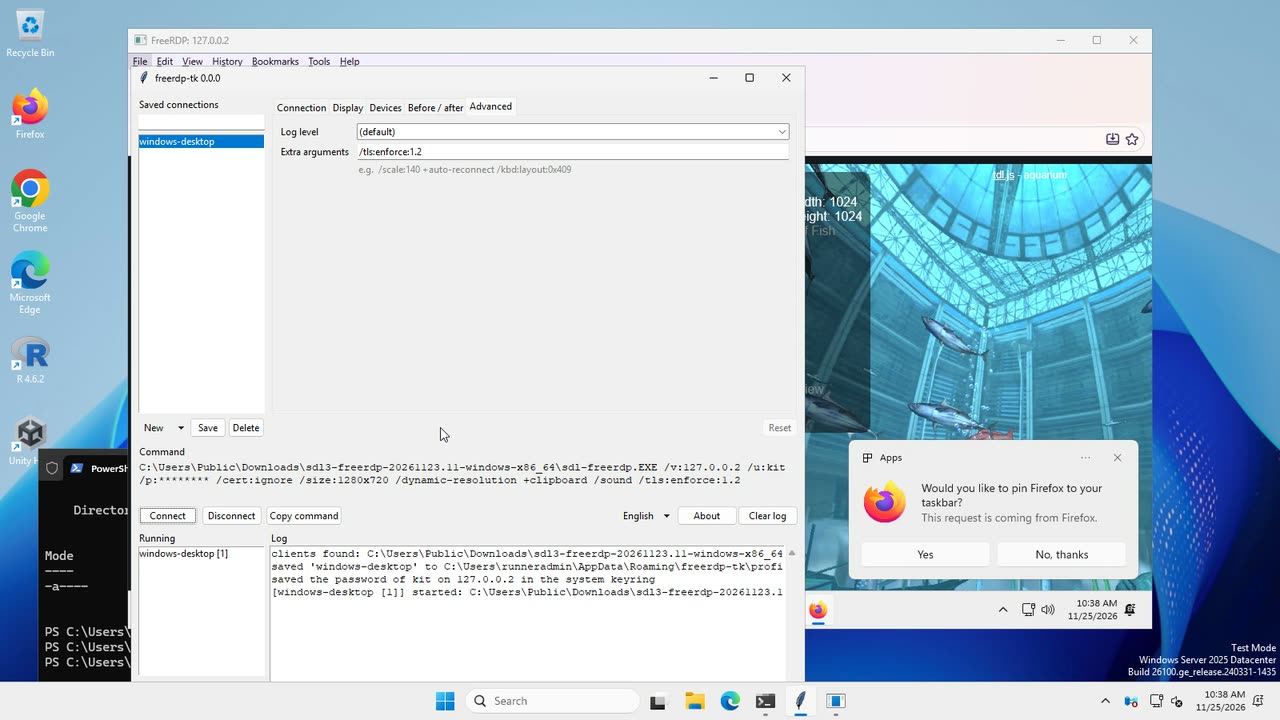 Recycle Bin
Firefox
Google
Chrome
Microsoft
Edge
R 4.6.2
Unity H
FreeRDP: 127.0.0.2
File Edit View History Bookmarks Tools Help
freerdp-tk 0.0.0
Saved connections
windows-desktop
New Save Delete
Connection Display Devices Before / after Advanced
Log level (default)
Extra arguments /tls:enforce:1.2
e.g. /scale:140 +auto-reconnect /kbd:layout:0x409
Reset
Command
C:\Users\Public\Downloads\sdl3-freerdp-20261123.11-windows-x86_64\sdl-freerdp.EXE /v:127.0.0.2 /u:kit
/p:******** /cert:ignore /size:1280x720 /dynamic-resolution +clipboard /sound /tls:enforce:1.2
Connect Disconnect Copy command English About Clear log
Running
windows-desktop [1]
Log
clients found: C:\Users\Public\Downloads\sdl3-freerdp-20261123.11-windows-x86_64
saved 'windows-desktop' to C:\Users\runneradmin\AppData\Roaming\freerdp-tk\profi
saved the password of kit on 127.0.0.2 in the system keyring
[windows-desktop [1]] started: C:\Users\Public\Downloads\sdl3-freerdp-20261123.1
PowerSh
Director
Mode
----
-a----
PS C:\Users\
PS C:\Users\
PS C:\Users\
tdl.js - aquarium
dth: 1024
eight: 1024
f Fish
iew
Apps
Would you like to pin Firefox to your
taskbar?
This request is coming from Firefox.
Yes No, thanks
10:38 AM
11/25/2026
Test Mode
Windows Server 2025 Datacenter
Build 26100.ge_release.240331-1435
Search
10:38 AM
11/25/2026